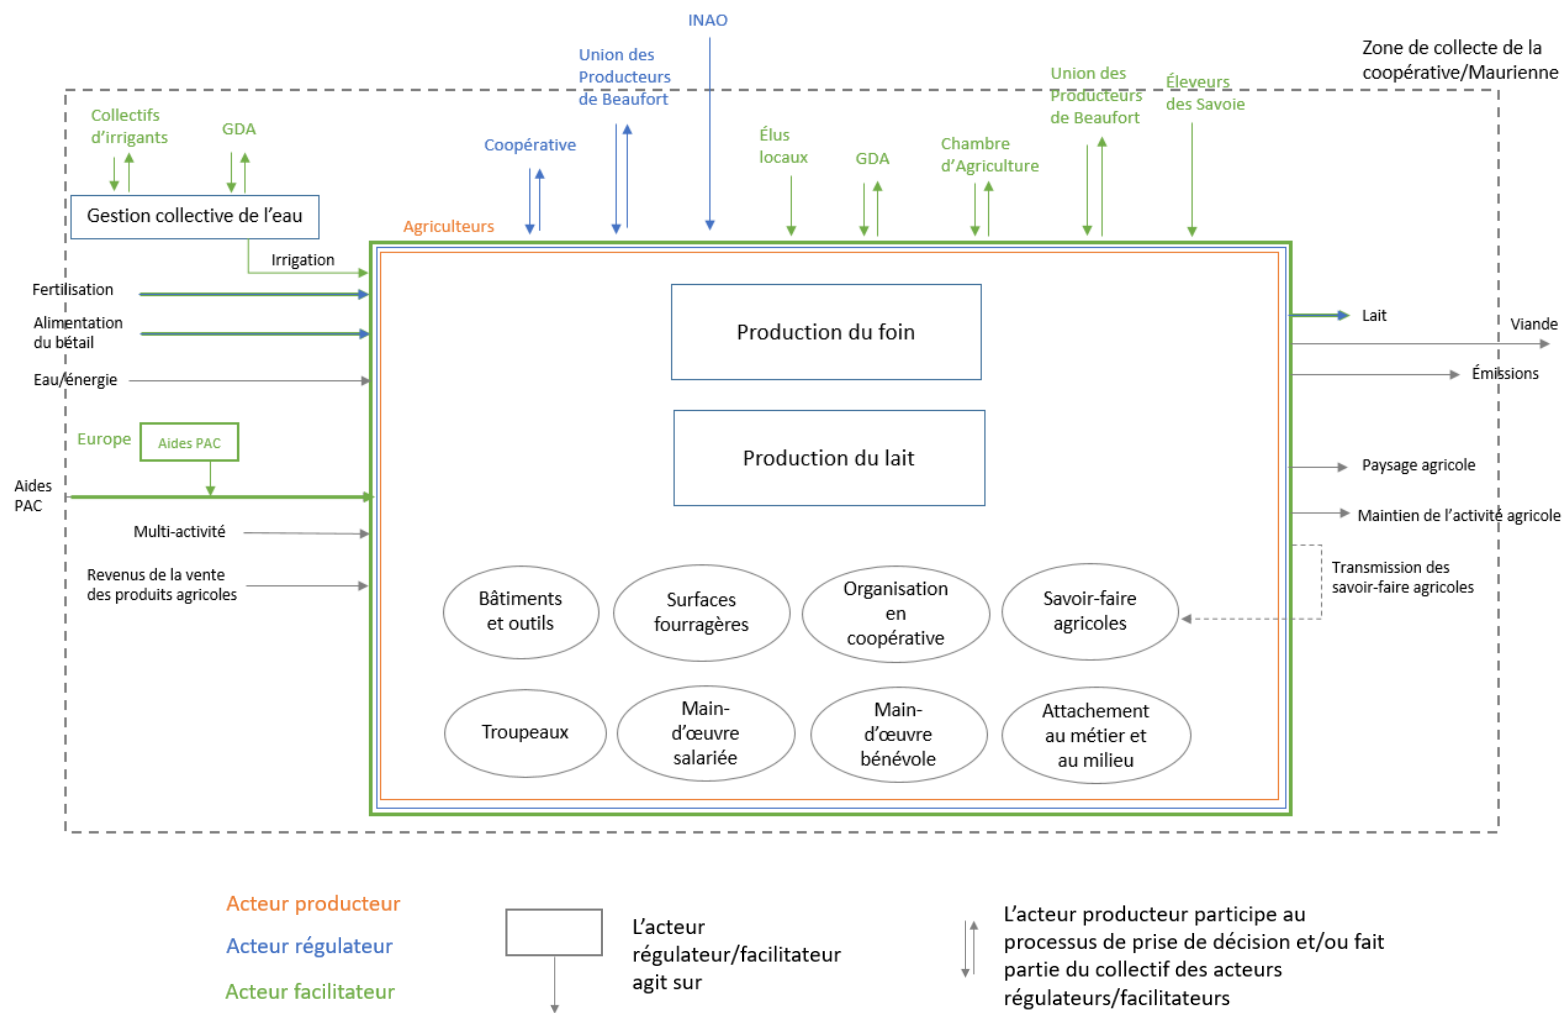 INAO
Zone de collecte de la
coopérative/Maurienne
Union des
Producteurs
de Beaufort
Union des
Producteurs
de Beaufort
Éleveurs
des Savoie
Collectifs
d’irrigants
GDA
Coopérative
Élus
locaux
GDA
Chambre
d’Agriculture
Gestion collective de l’eau
Agriculteurs
Irrigation
Fertilisation
Alimentation
du bétail
Eau/énergie
Europe
Aides PAC
Aides
PAC
Multi-activité
Revenus de la vente
des produits agricoles
Production du foin
Production du lait
Bâtiments
et outils
Surfaces
fourragères
Organisation
en
coopérative
Savoir-faire
agricoles
Troupeaux
Main-
d’œuvre
salariée
Main-
d’œuvre
bénévole
Attachement
au métier et
au milieu
Lait
Viande
Émissions
Paysage agricole
Maintien de l’activité agricole
Transmission des
savoir-faire agricoles
Acteur producteur
Acteur régulateur
Acteur facilitateur
L’acteur
régulateur/facilitateur
agit sur
L’acteur producteur participe au
processus de prise de décision et/ou fait
partie du collectif des acteurs
régulateurs/facilitateurs